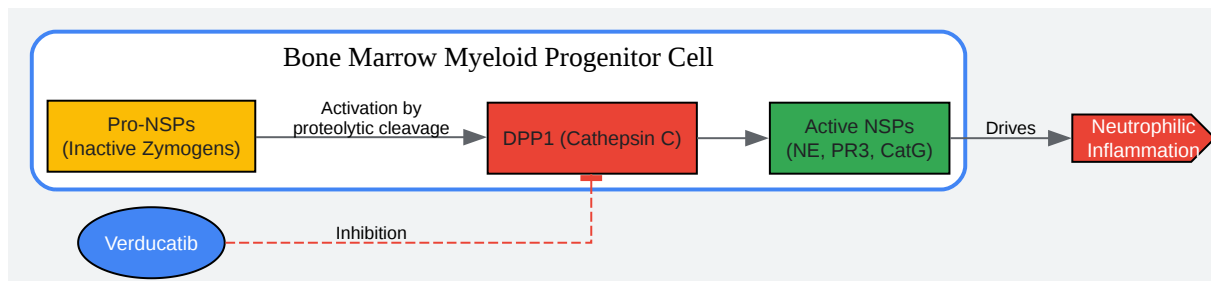 Bone Marrow Myeloid Progenitor Cell
Pro-NSPs
(Inactive Zymogens)
Activation by
proteolytic cleavage
DPP1 (Cathepsin C)
Active NSPs
(NE, PR3, CatG)
Drives
Neutrophilic
Inflammation
Verducatib
Inhibition